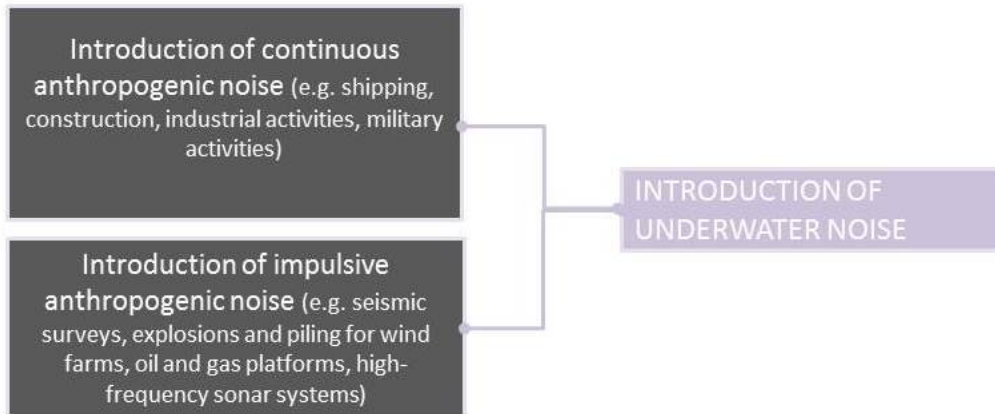 Introduction of continuous
anthropogenic noise (e.g. shipping,
construction, industrial activities, military
activities)
INTRODUCTION OF
UNDERWATER NOISE
Introduction of impulsive
anthropogenic noise (e.g. seismic
surveys, explosions and piling for wind
farms, oil and gas platforms, high-
frequency sonar systems)